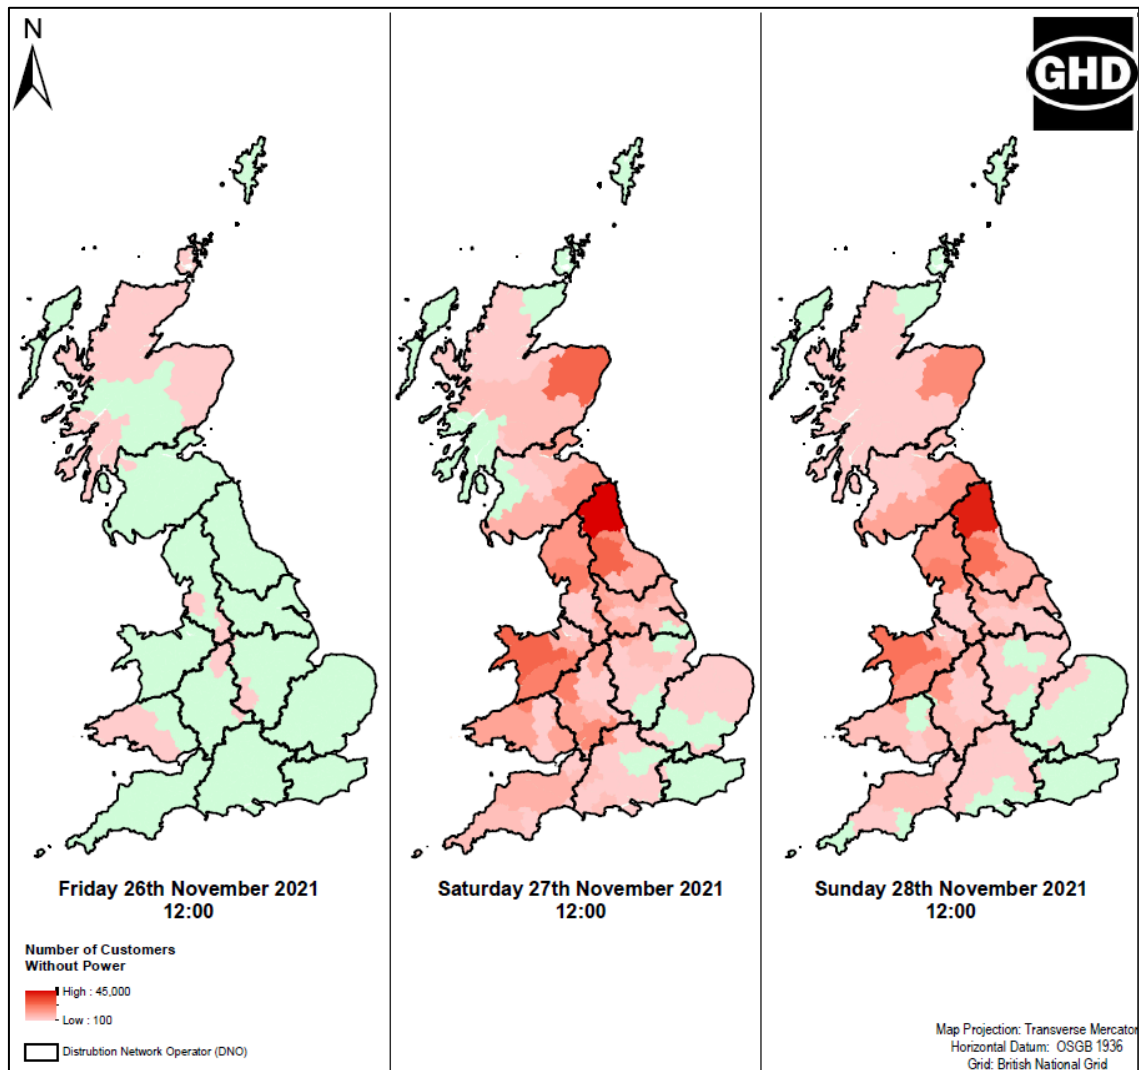 N
GHD
Friday 26th November 2021
12:00
Saturday 27th November 2021
12:00
Sunday 28th November 2021
12:00
Number of Customers
Without Power
High : 45,000
Low : 100
Distrubtion Network Operator (DNO)
Map Projection: Transverse Mercator
Horizontal Datum: OSGB 1936
Grid: British National Grid